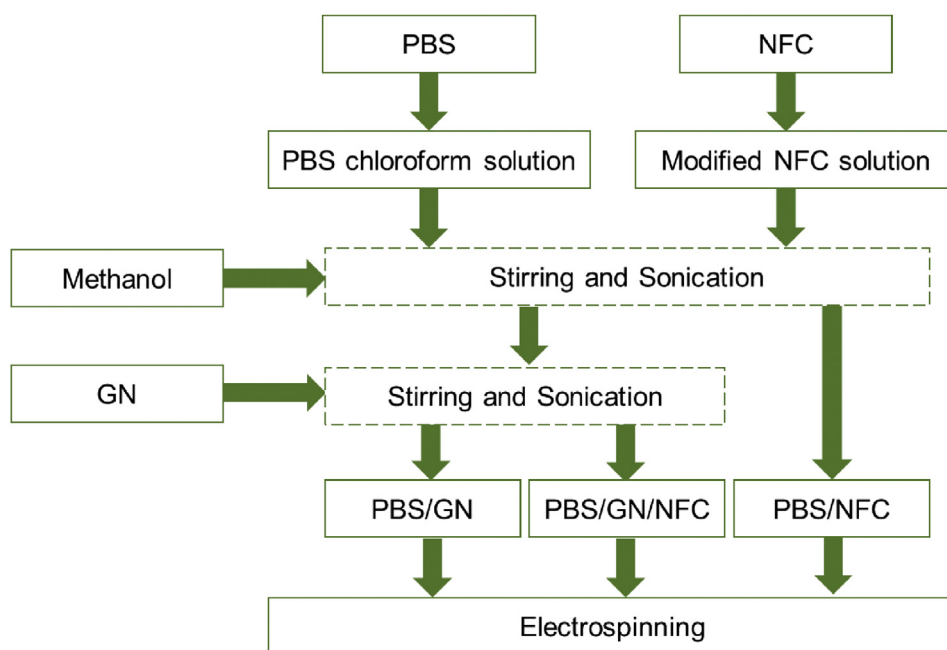 PBS
NFC
PBS chloroform solution
Modified NFC solution
Methanol
Stirring and Sonication
GN
Stirring and Sonication
PBS/GN
PBS/GN/NFC
PBS/NFC
Electrospinning